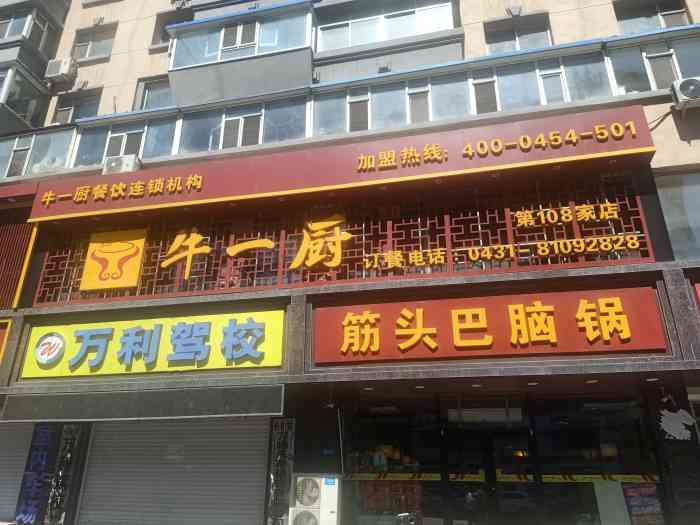 牛一厨餐饮连锁机构
加盟热线: 400-0454-501
牛一厨
第108家店
订餐电话: 0431-81092828
W 万利驾校
筋头巴脑锅